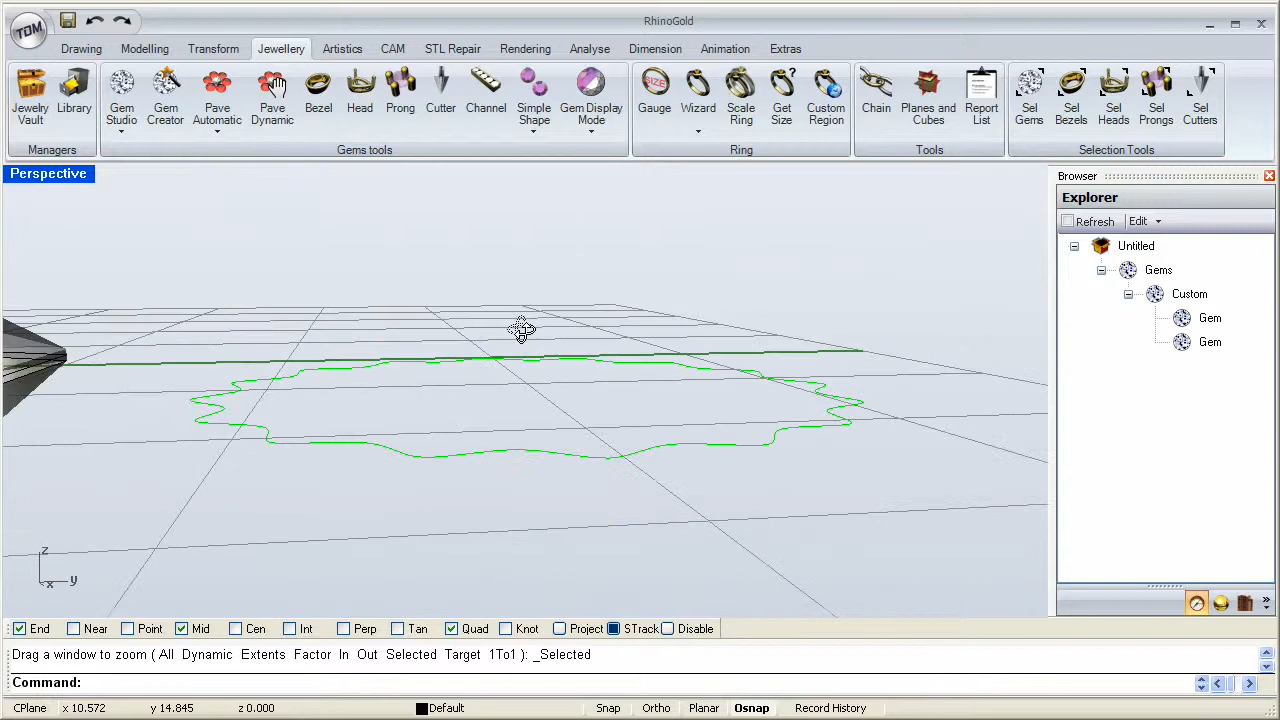 TDM
RhinoGold
Drawing Modelling Transform Jewellery Artistics CAM STL Repair Rendering Analyse Dimension Animation Extras
Jewelry Vault
Library
Gem Studio
Gem Creator
Pave Automatic
Pave Dynamic
Bezel
Head
Prong
Cutter
Channel
Simple Shape
Gem Display Mode
SIZE
Gauge
Wizard
Scale Ring
Get Size
Custom Region
Chain
Planes and Cubes
Report List
Sel Gems
Sel Bezels
Sel Heads
Sel Prongs
Sel Cutters
Managers Gems tools Ring Tools Selection Tools
Perspective
Browser
Explorer
Refresh Edit
Untitled
Gems
Custom
Gem
Gem
z
x y
End Near Point Mid Cen Int Perp Tan Quad Knot Project STrack Disable
Drag a window to zoom ( All Dynamic Extents Factor In Out Selected Target 1To1 ): _Selected
Command:
CPlane x 10.572 y 14.845 z 0.000 Default Snap Ortho Planar Osnap Record History